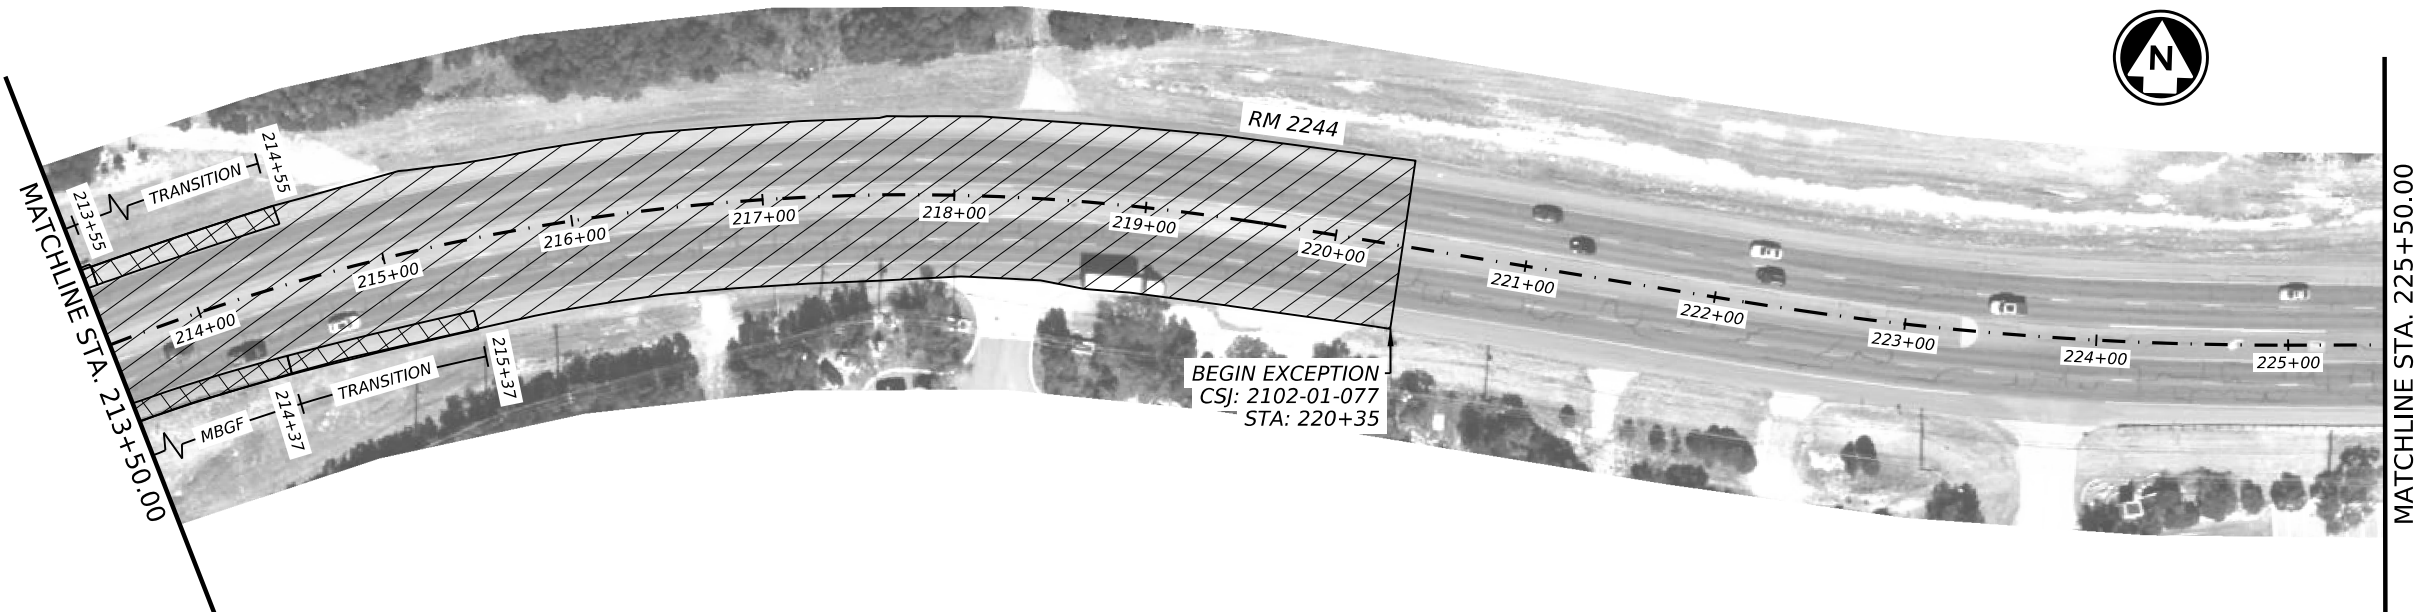 N
RM 2244
TRANSITION
214+55
213+55
MATCHLINE STA. 213+50.00
MATCHLINE STA. 225+50.00
214+00
215+00
216+00
217+00
218+00
219+00
220+00
221+00
222+00
223+00
224+00
225+00
215+37
TRANSITION
214+37
MBGF
BEGIN EXCEPTION
CSJ: 2102-01-077
STA: 220+35